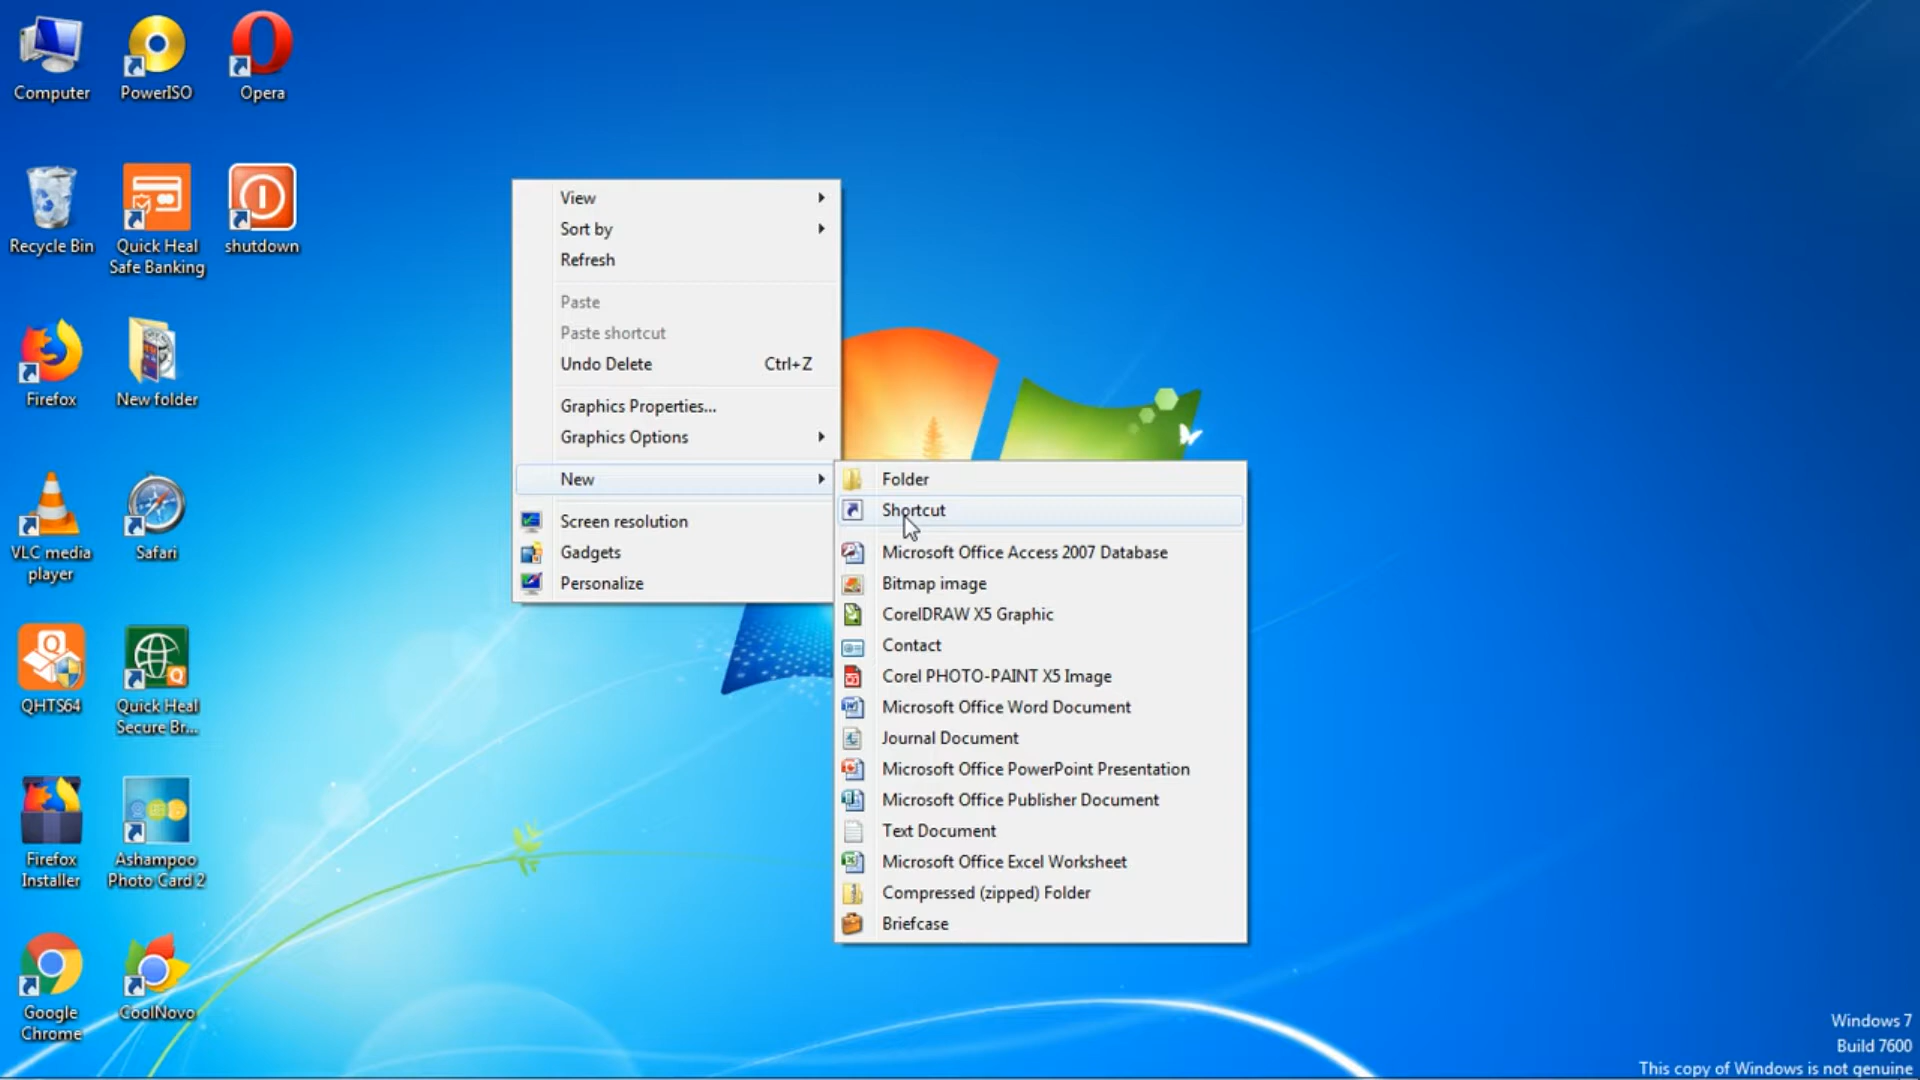 Computer
PowerISO
Opera
Recycle Bin
Quick Heal
Safe Banking
shutdown
Firefox
New folder
VLC media
player
Safari
QHTS64
Quick Heal
Secure Br...
Firefox
Installer
Ashampoo
Photo Card 2
Google
Chrome
CoolNovo
View
Sort by
Refresh
Paste
Paste shortcut
Undo Delete Ctrl+Z
Graphics Properties...
Graphics Options
New
Screen resolution
Gadgets
Personalize
Folder
Shortcut
Microsoft Office Access 2007 Database
Bitmap image
CorelDRAW X5 Graphic
Contact
Corel PHOTO-PAINT X5 Image
Microsoft Office Word Document
Journal Document
Microsoft Office PowerPoint Presentation
Microsoft Office Publisher Document
Text Document
Microsoft Office Excel Worksheet
Compressed (zipped) Folder
Briefcase
Windows 7
Build 7600
This copy of Windows is not genuine